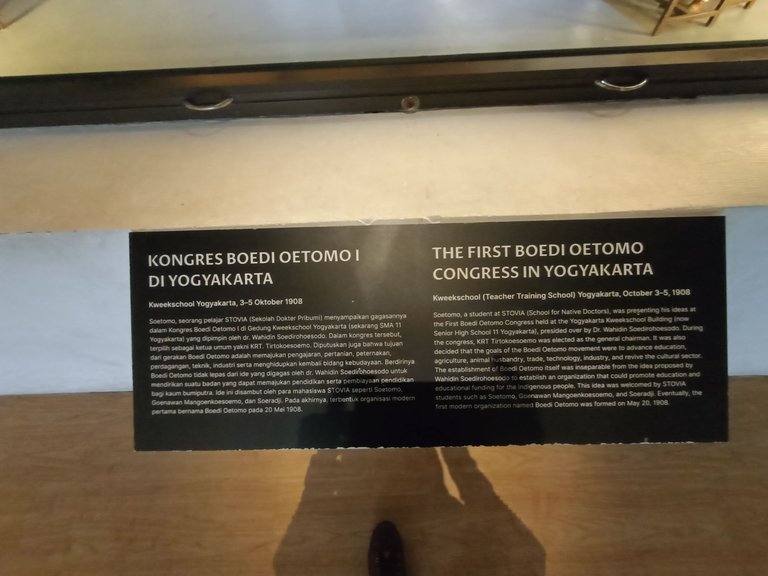 KONGRES BOEDI OETOMO I
DI YOGYAKARTA
Kweekschool Yogyakarta, 3–5 Oktober 1908
Soetomo, seorang pelajar STOVIA (Sekolah Dokter Pribumi) menyampaikan gagasannya
dalam Kongres Boedi Oetomo I di Gedung Kweekschool Yogyakarta (sekarang SMA 11
Yogyakarta) yang dipimpin oleh dr. Wahidin Soedirohoesodo. Dalam kongres tersebut,
terpilih sebagai ketua umum yakni KRT. Tirtokoesoemo. Diputuskan juga bahwa tujuan
dari gerakan Boedi Oetomo adalah memajukan pengajaran, pertanian, peternakan,
perdagangan, teknik, industri serta menghidupkan kembali bidang kebudayaan. Berdirinya
Boedi Oetomo tidak lepas dari ide yang digagas oleh dr. Wahidin Soedirohoesodo untuk
mendirikan suatu badan yang dapat memajukan pendidikan serta pembiayaan pendidikan
bagi kaum bumiputra. Ide ini disambut oleh para mahasiswa STOVIA seperti Soetomo,
Goenawan Mangoenkoesoemo, dan Soeradji. Pada akhirnya, terbentuk organisasi modern
pertama bernama Boedi Oetomo pada 20 Mei 1908.
THE FIRST BOEDI OETOMO
CONGRESS IN YOGYAKARTA
Kweekschool (Teacher Training School) Yogyakarta, October 3–5, 1908
Soetomo, a student at STOVIA (School for Native Doctors), was presenting his ideas at
the First Boedi Oetomo Congress held at the Yogyakarta Kweekschool Building (now
Senior High School 11 Yogyakarta), presided over by Dr. Wahidin Soedirohoesodo. During
the congress, KRT Tirtokoesoemo was elected as the general chairman. It was also
decided that the goals of the Boedi Oetomo movement were to advance education,
agriculture, animal husbandry, trade, technology, industry, and revive the cultural sector.
The establishment of Boedi Oetomo itself was inseparable from the idea proposed by
Wahidin Soedirohoesodo to establish an organization that could promote education and
educational funding for the indigenous people. This idea was welcomed by STOVIA
students such as Soetomo, Goenawan Mangoenkoesoemo, and Soeradji. Eventually, the
first modern organization named Boedi Oetomo was formed on May 20, 1908.